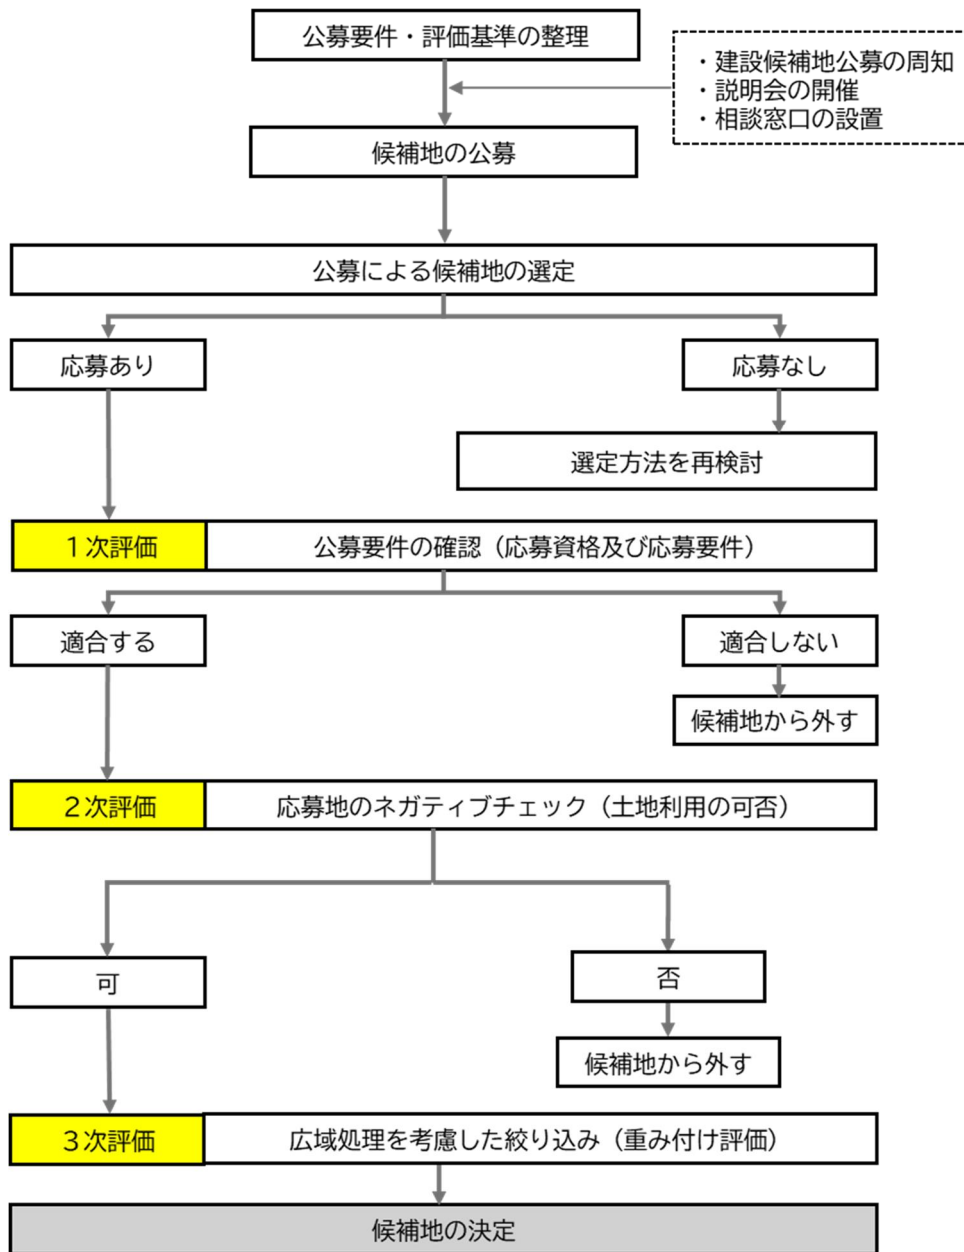 公募要件・評価基準の整理
・建設候補地公募の周知
・説明会の開催
・相談窓口の設置
候補地の公募
公募による候補地の選定
応募あり
応募なし
選定方法を再検討
１次評価
公募要件の確認（応募資格及び応募要件）
適合する
適合しない
候補地から外す
２次評価
応募地のネガティブチェック（土地利用の可否）
可
否
候補地から外す
３次評価
広域処理を考慮した絞り込み（重み付け評価）
候補地の決定